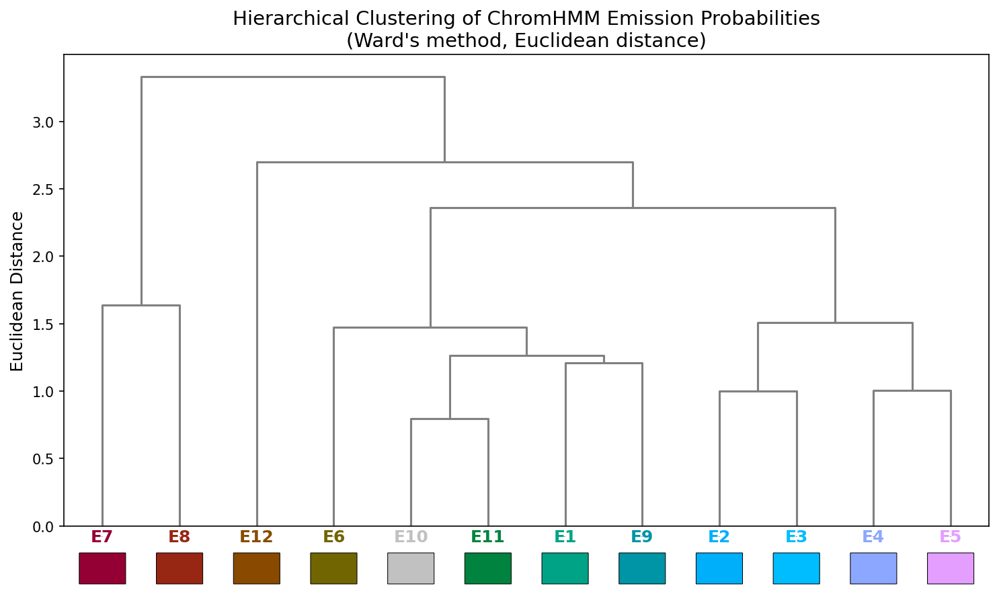 Hierarchical Clustering of ChromHMM Emission Probabilities
(Ward's method, Euclidean distance)
Euclidean Distance
3.0
2.5
2.0
1.5
1.0
0.5
0.0
E7 E8 E12 E6 E10 E11 E1 E9 E2 E3 E4 E5